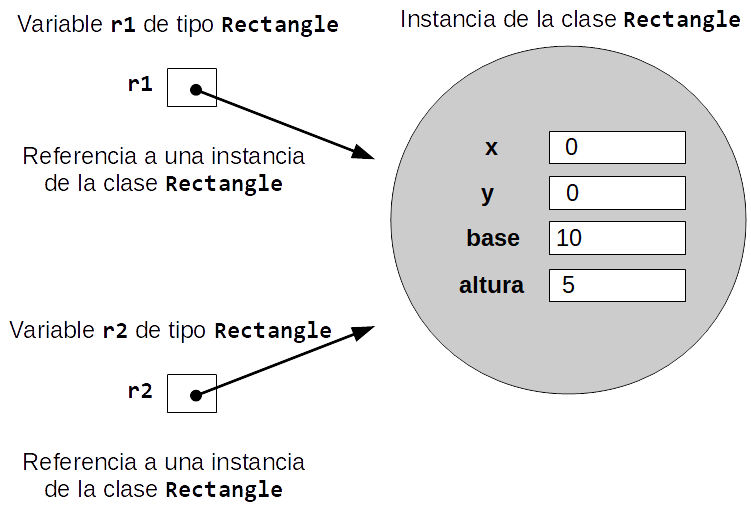 Variable r1 de tipo Rectangle
Instancia de la clase Rectangle
r1
Referencia a una instancia
de la clase Rectangle
x 0
y 0
base 10
altura 5
Variable r2 de tipo Rectangle
r2
Referencia a una instancia
de la clase Rectangle